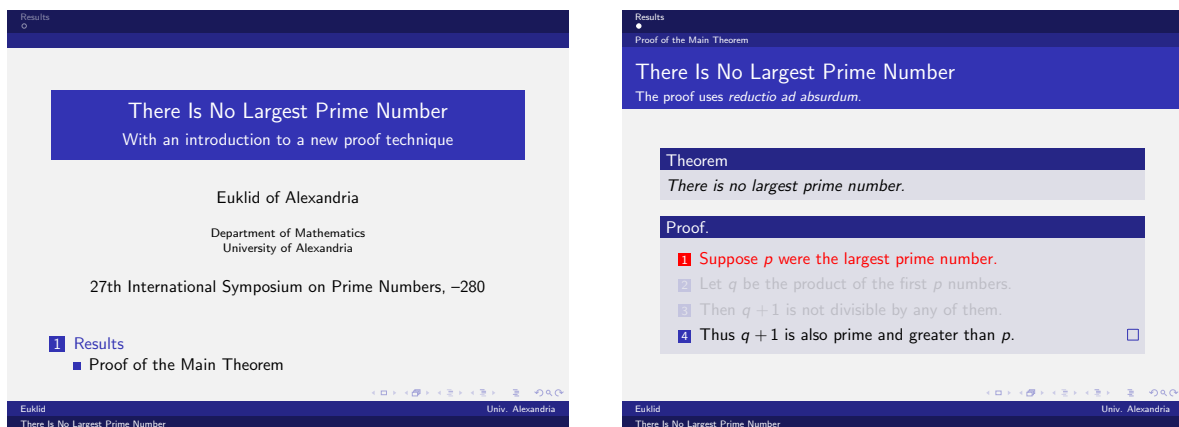 Results
There Is No Largest Prime Number
With an introduction to a new proof technique
Euklid of Alexandria
Department of Mathematics
University of Alexandria
27th International Symposium on Prime Numbers, –280
1 Results
Proof of the Main Theorem
Euklid Univ. Alexandria
There Is No Largest Prime Number
Results
Proof of the Main Theorem
There Is No Largest Prime Number
The proof uses reductio ad absurdum.
Theorem
There is no largest prime number.
Proof.
1 Suppose p were the largest prime number.
2 Let q be the product of the first p numbers.
3 Then q + 1 is not divisible by any of them.
4 Thus q + 1 is also prime and greater than p.
Euklid Univ. Alexandria
There Is No Largest Prime Number